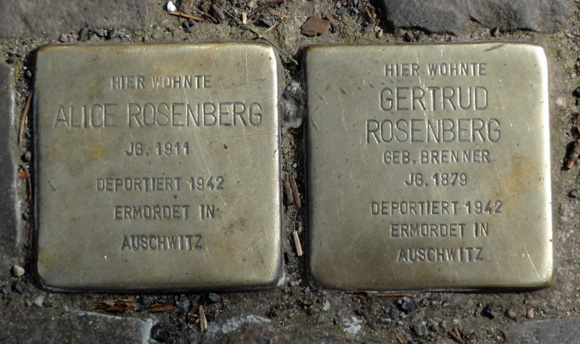 HIER WOHNTE
ALICE ROSENBERG
JG. 1911
DEPORTIERT 1942
ERMORDET IN
AUSCHWITZ
HIER WOHNTE
GERTRUD
ROSENBERG
GEB. BRENNER
JG. 1879
DEPORTIERT 1942
ERMORDET IN
AUSCHWITZ